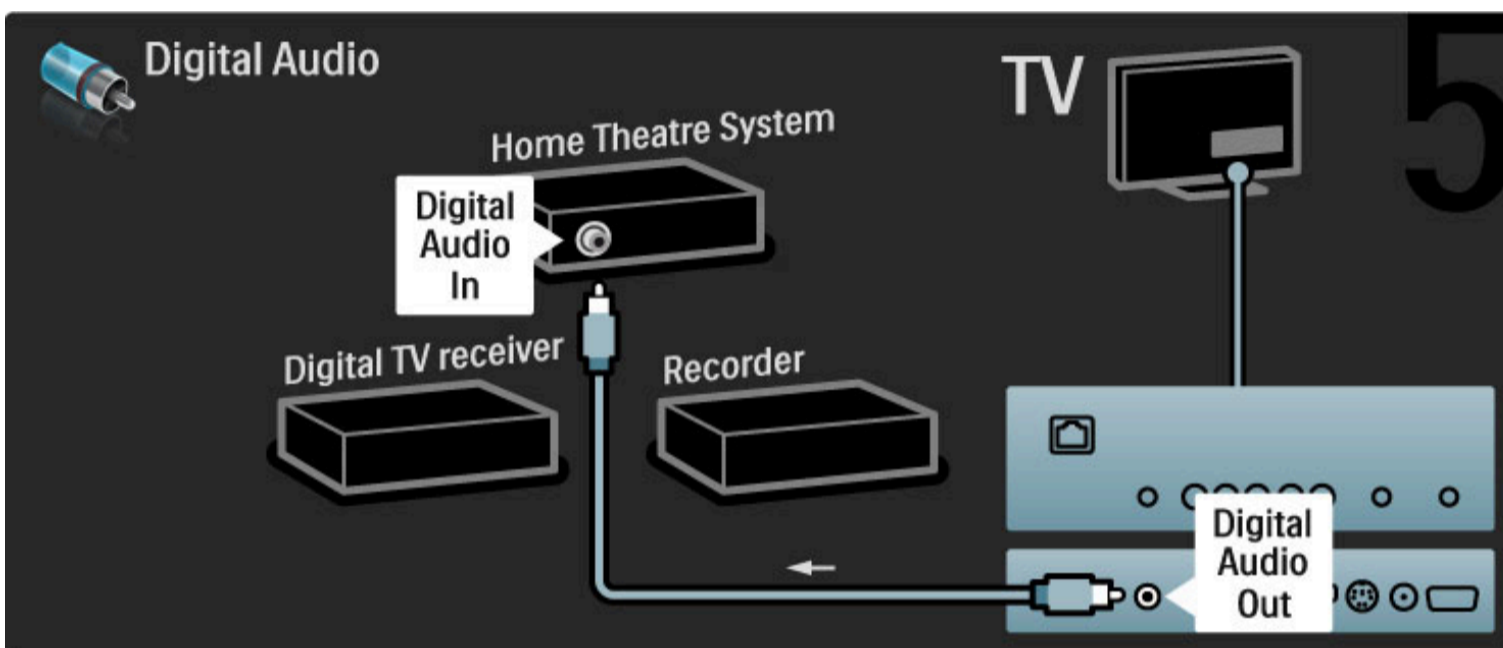 Digital Audio
TV
5
Home Theatre System
Digital
Audio
In
Digital TV receiver
Recorder
Digital
Audio
Out